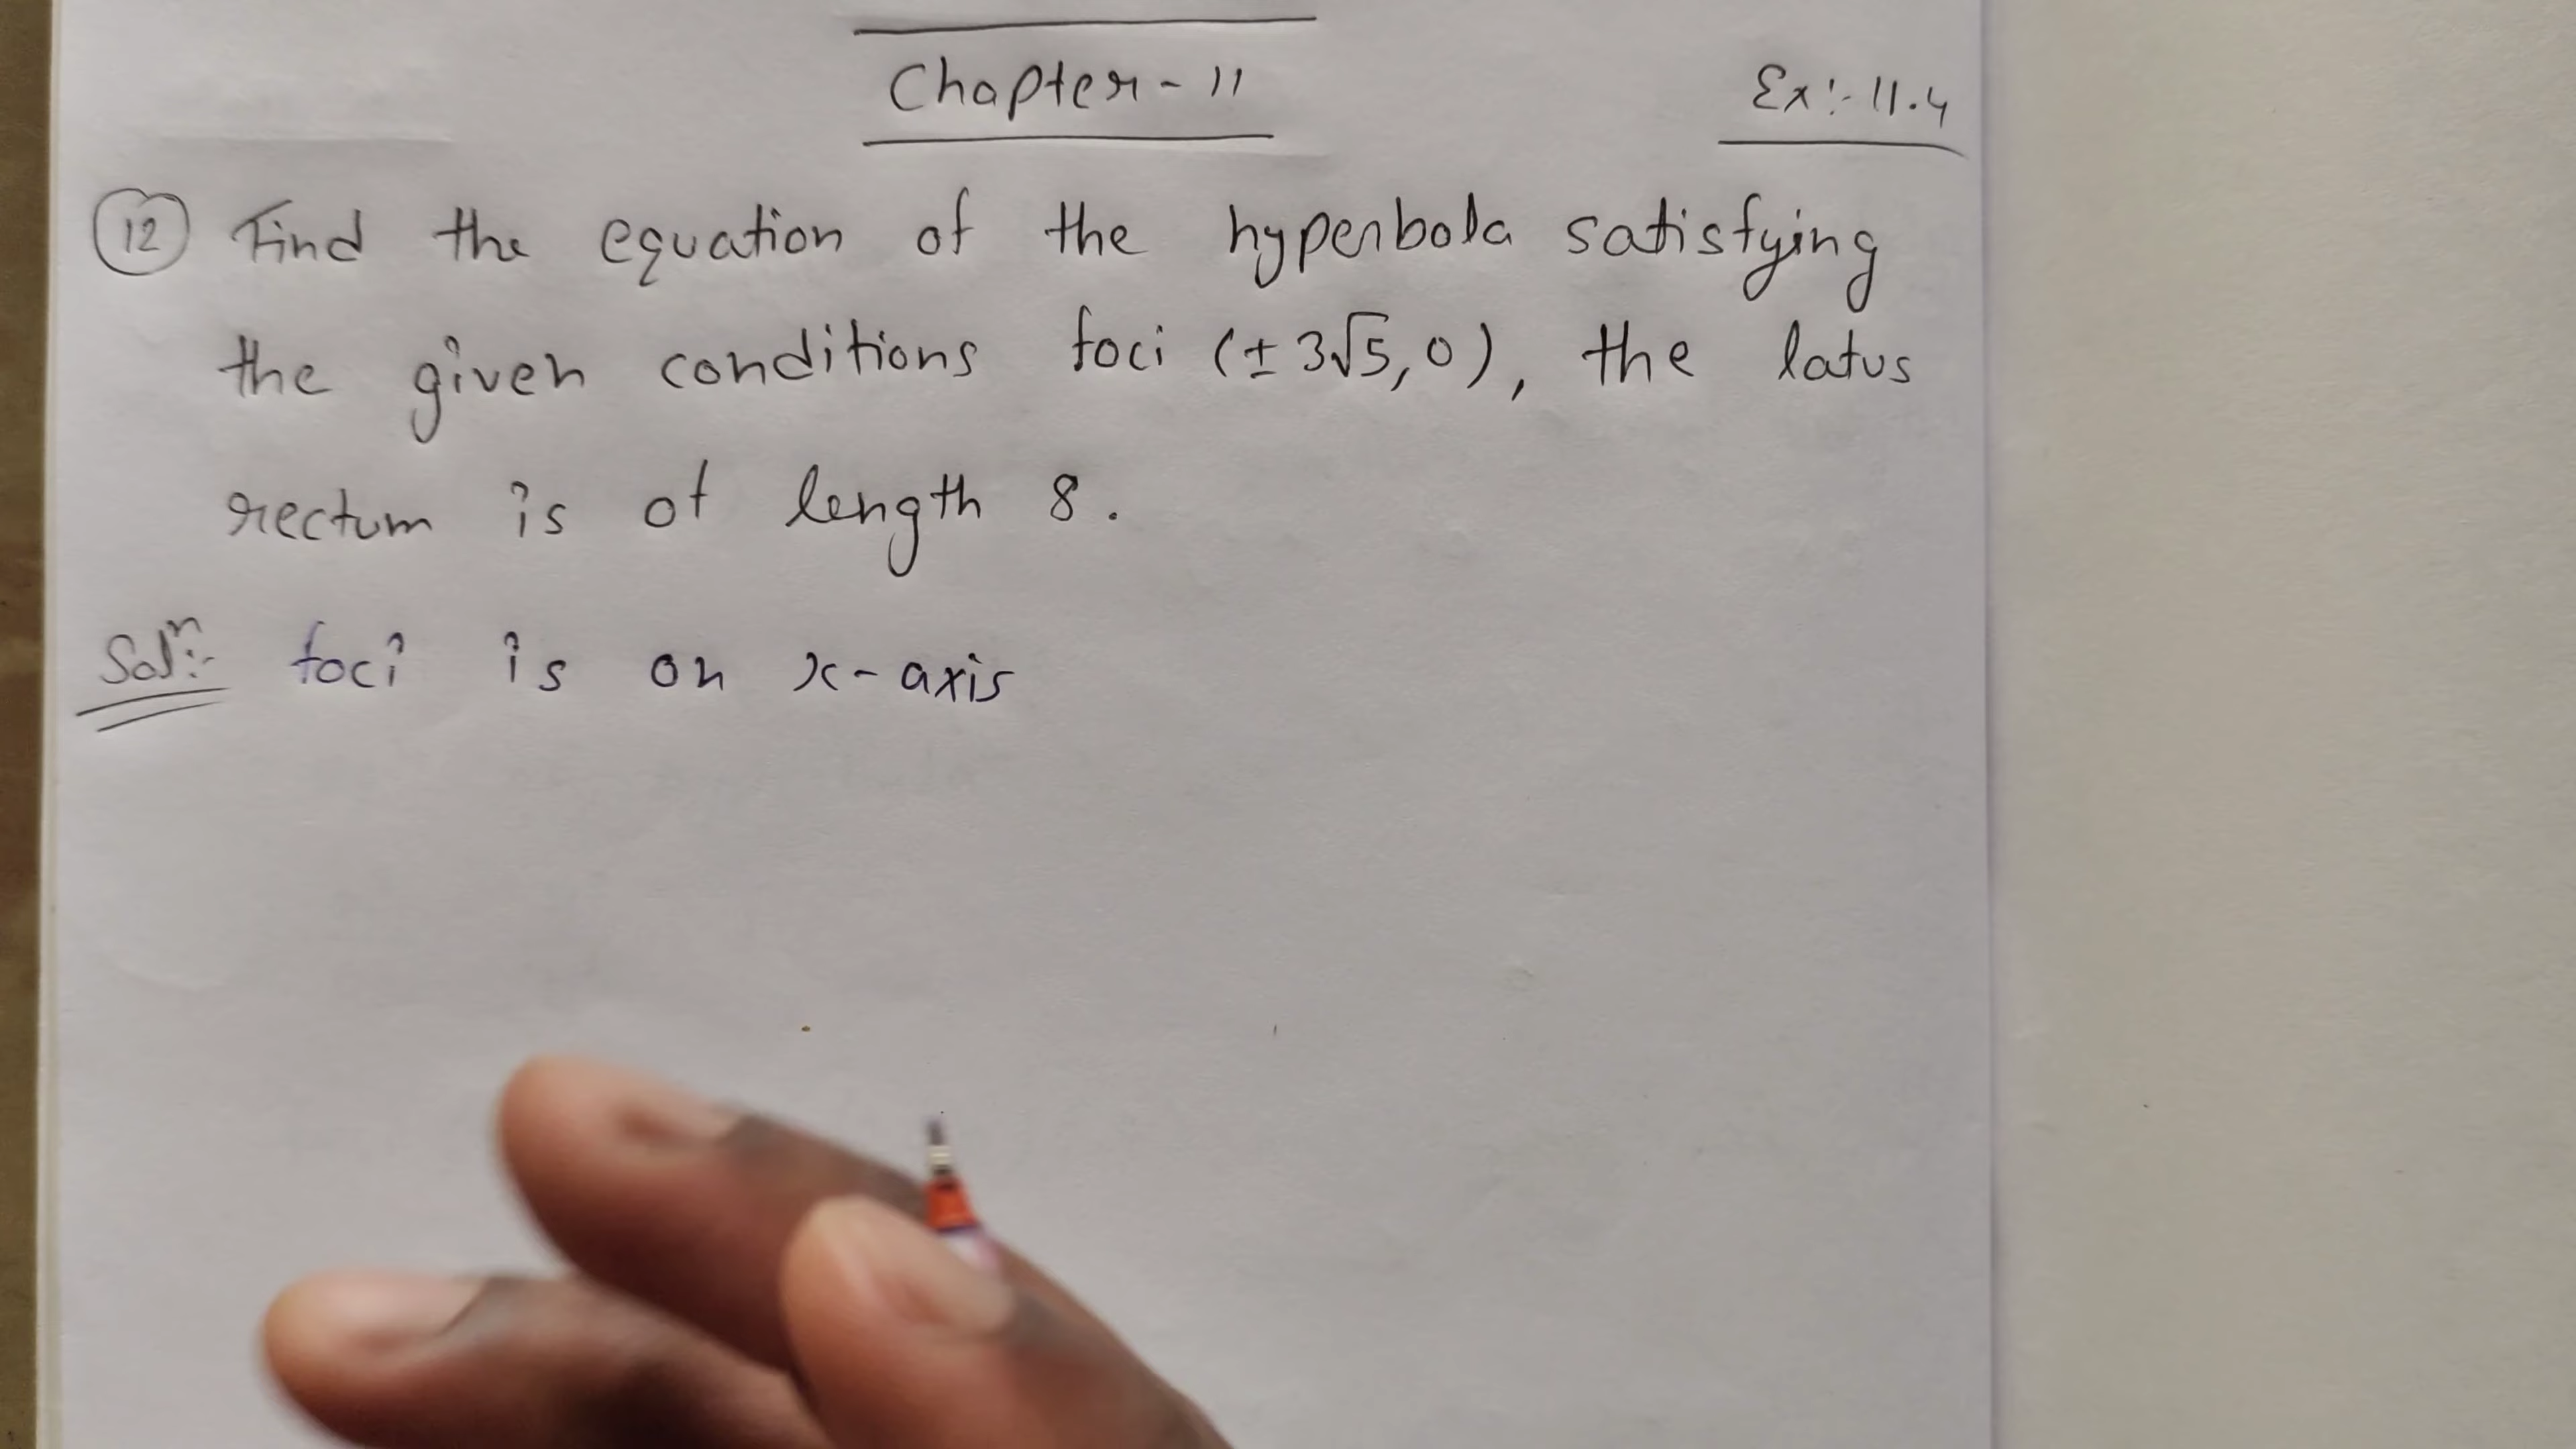 Chapter-11
Ex:-11.4
12 Find the equation of the hyperbola satisfying
the given conditions foci (±3√5,0), the latus
rectum is of length 8.
Solⁿ:- foci is on x-axis